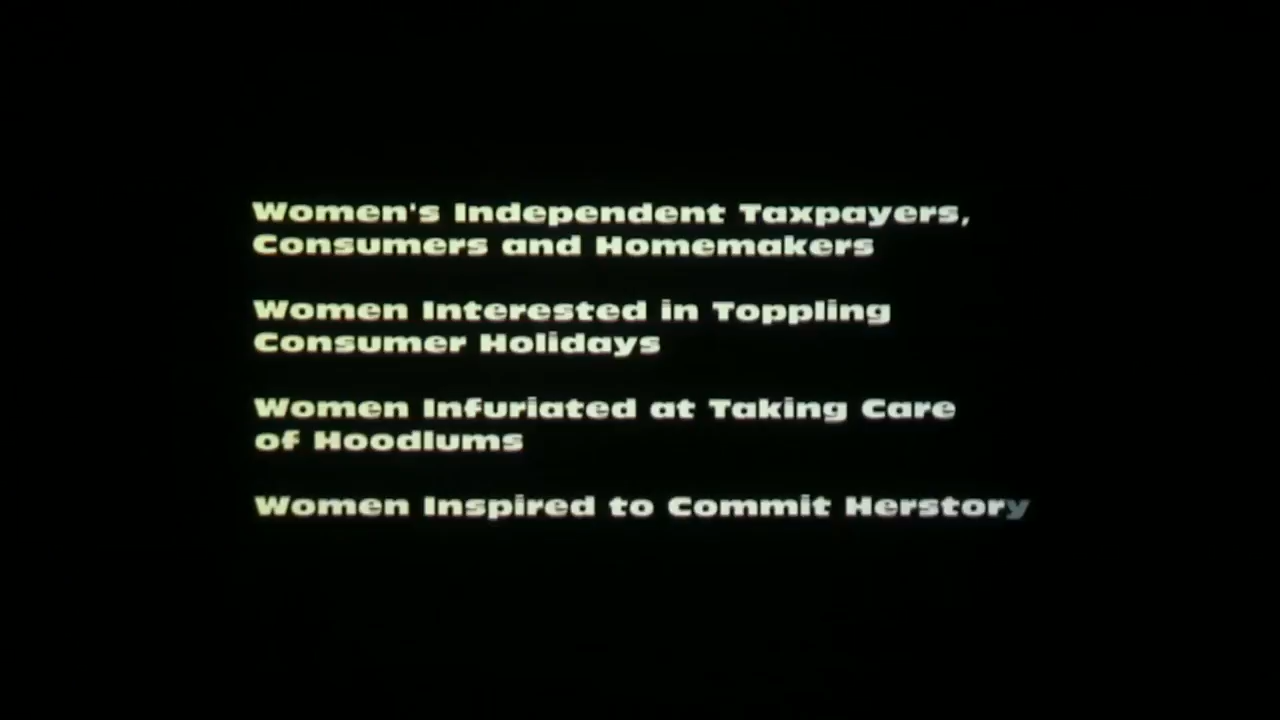 Women's Independent Taxpayers,
Consumers and Homemakers
Women Interested in Toppling
Consumer Holidays
Women Infuriated at Taking Care
of Hoodlums
Women Inspired to Commit Herstory